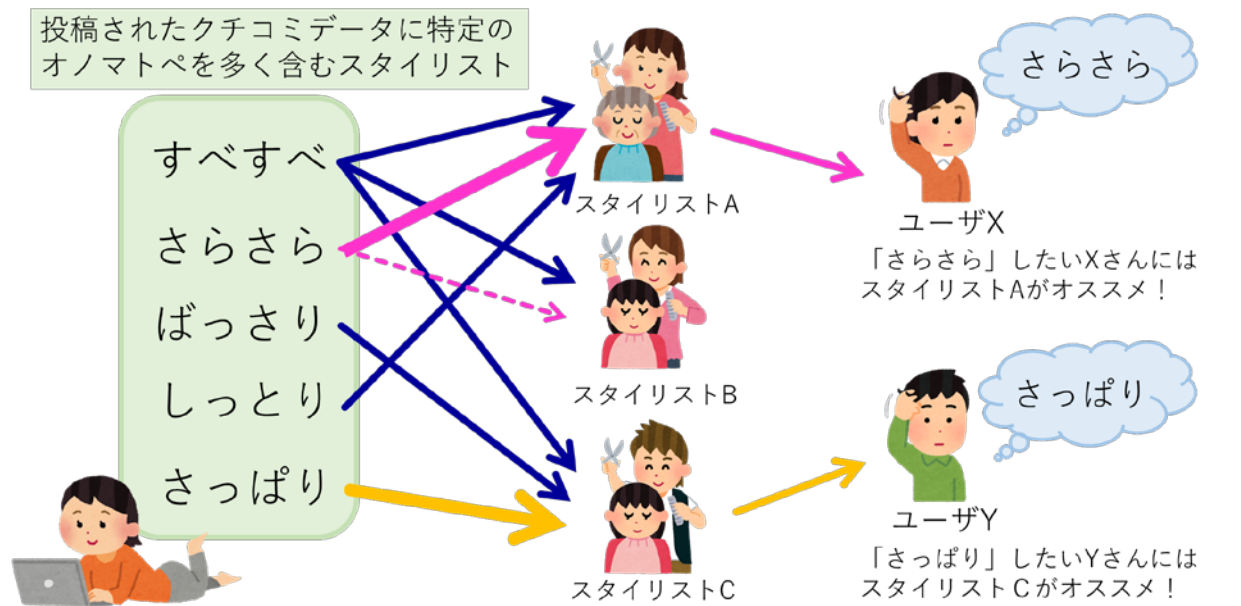 投稿されたクチコミデータに特定の
オノマトペを多く含むスタイリスト
すべすべ
さらさら
ばっさり
しっとり
さっぱり
スタイリストA
スタイリストB
スタイリストC
さらさら
ユーザX
「さらさら」したいXさんには
スタイリストAがオススメ！
さっぱり
ユーザY
「さっぱり」したいYさんには
スタイリストCがオススメ！